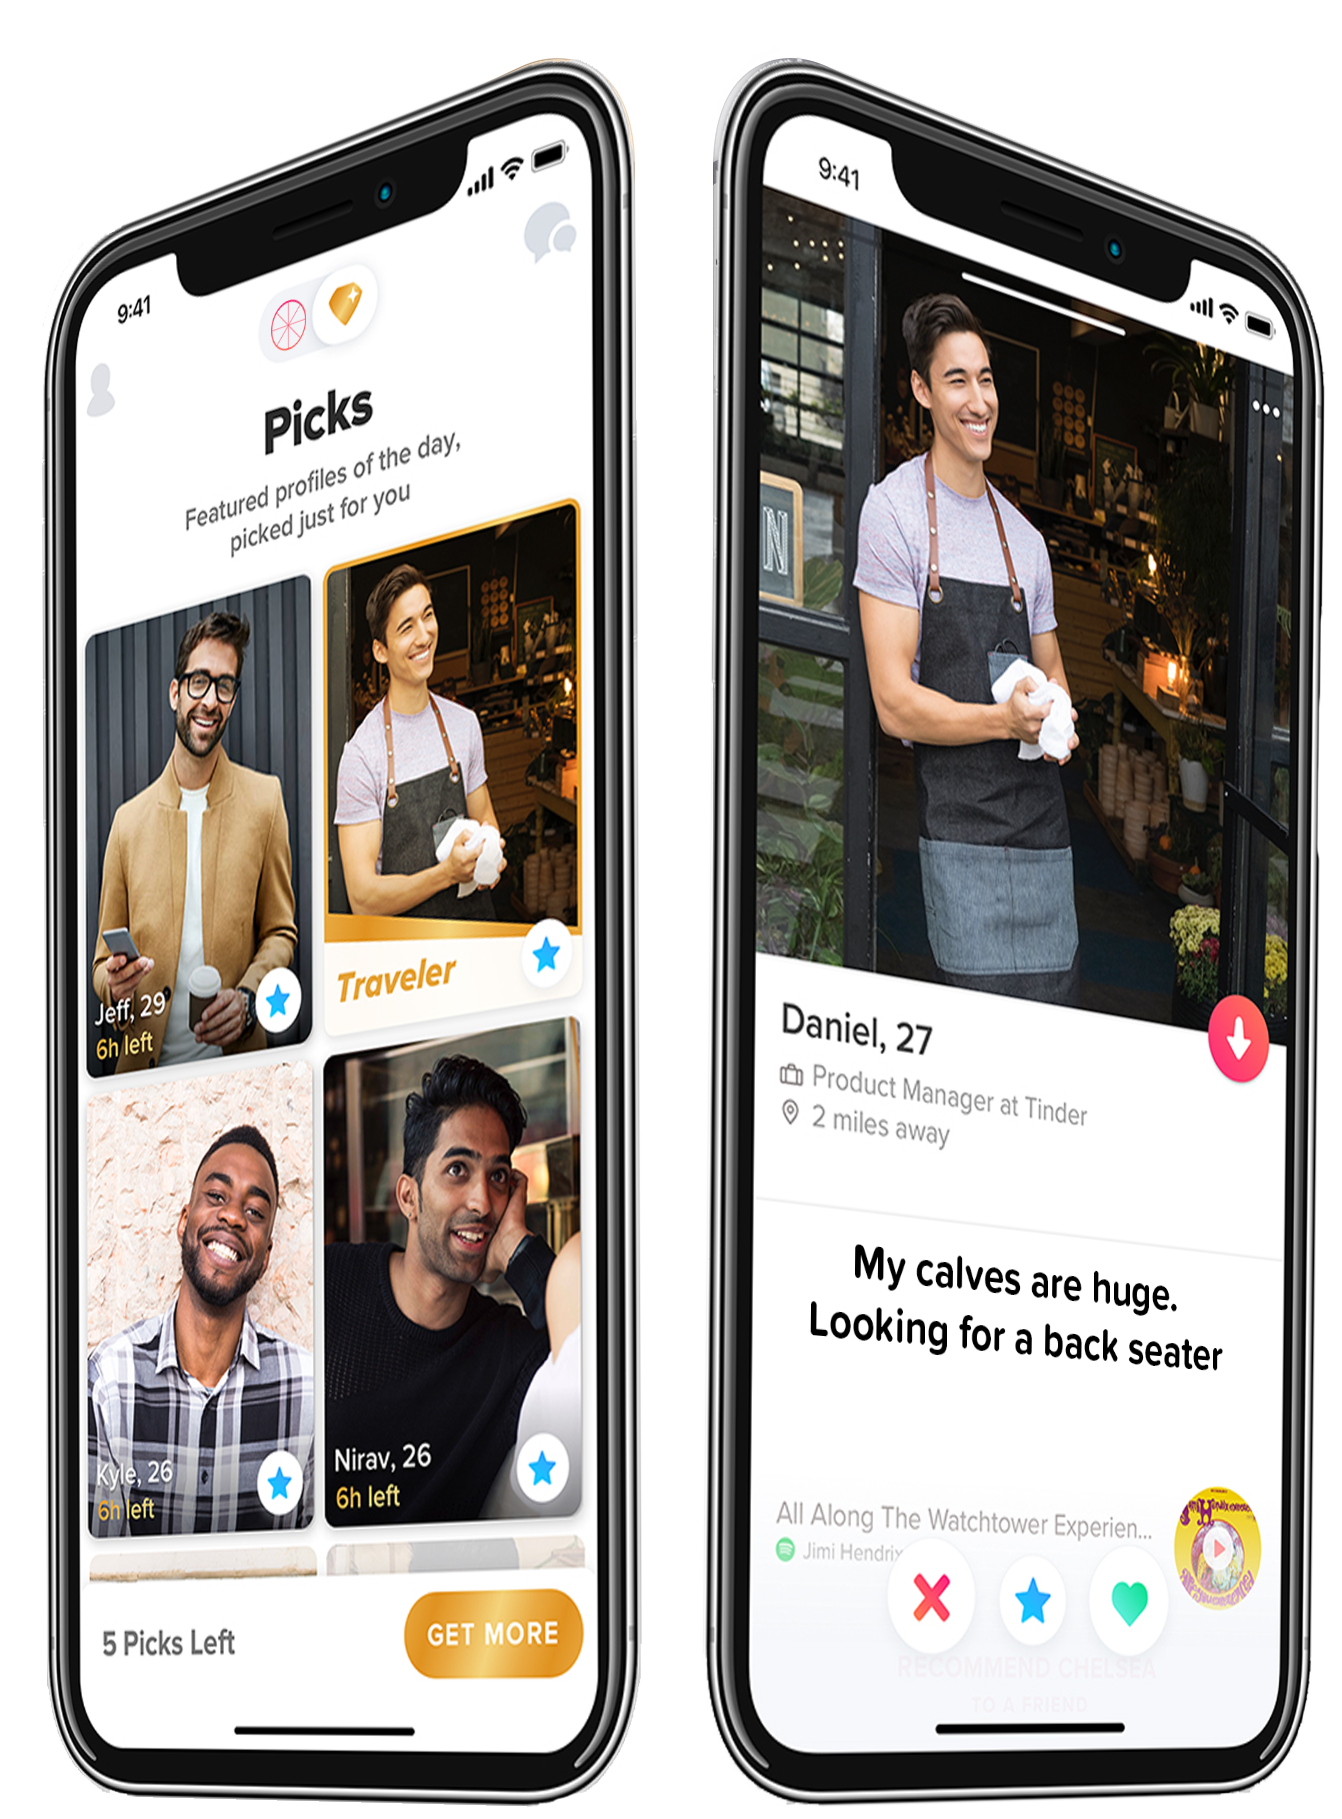 9:41
Picks
Featured profiles of the day,
picked just for you
Jeff, 29
6h left
Traveler
Kyle, 26
6h left
Nirav, 26
6h left
5 Picks Left
GET MORE
9:41
N
Daniel, 27
Product Manager at Tinder
2 miles away
My calves are huge.
Looking for a back seater
All Along The Watchtower Experien...
Jimi Hendrix
RECOMMEND CHELSEA
TO A FRIEND